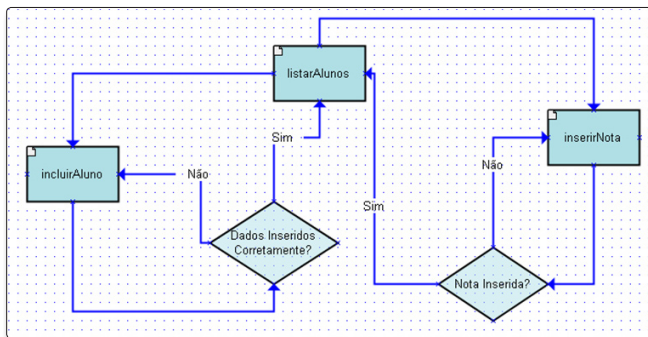 listarAlunos
inserirNota
Sim
Não
incluirAluno
Não
Sim
Dados Inseridos
Corretamente?
Nota Inserida?